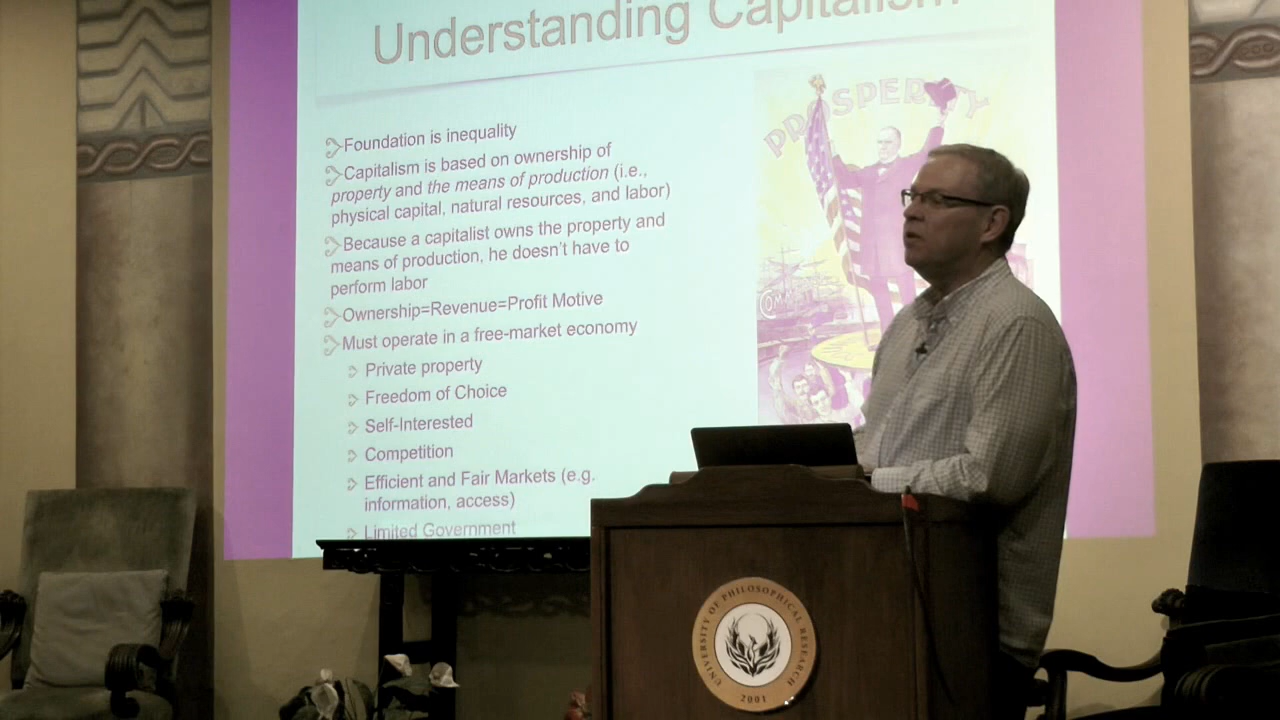 Understanding Capitalism
Foundation is inequality
Capitalism is based on ownership of
property and the means of production (i.e.,
physical capital, natural resources, and labor)
Because a capitalist owns the property and
means of production, he doesn't have to
perform labor
Ownership=Revenue=Profit Motive
Must operate in a free-market economy
Private property
Freedom of Choice
Self-Interested
Competition
Efficient and Fair Markets (e.g.
information, access)
Limited Government
PROSPERITY
UNIVERSITY OF PHILOSOPHICAL RESEARCH
2001